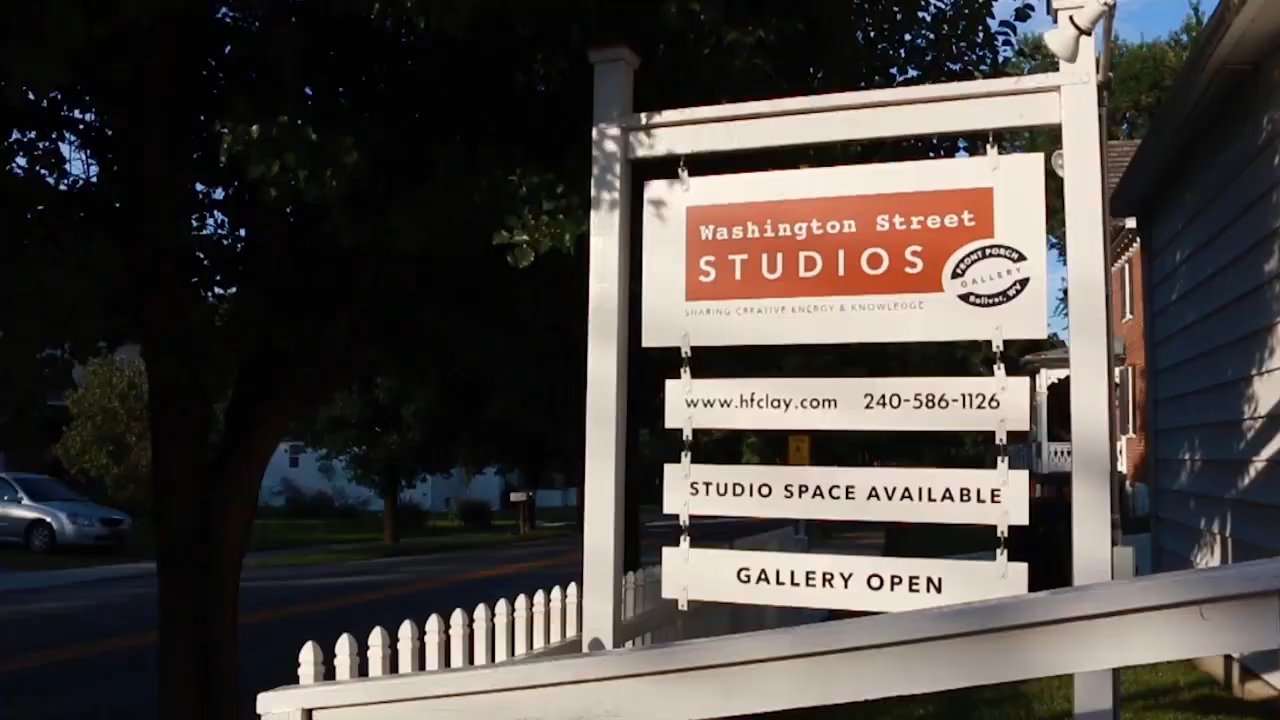 Washington Street
STUDIOS
FRONT PORCH
GALLERY
Bolivar, WV
SHARING CREATIVE ENERGY & KNOWLEDGE
www.hfclay.com 240-586-1126
STUDIO SPACE AVAILABLE
GALLERY OPEN